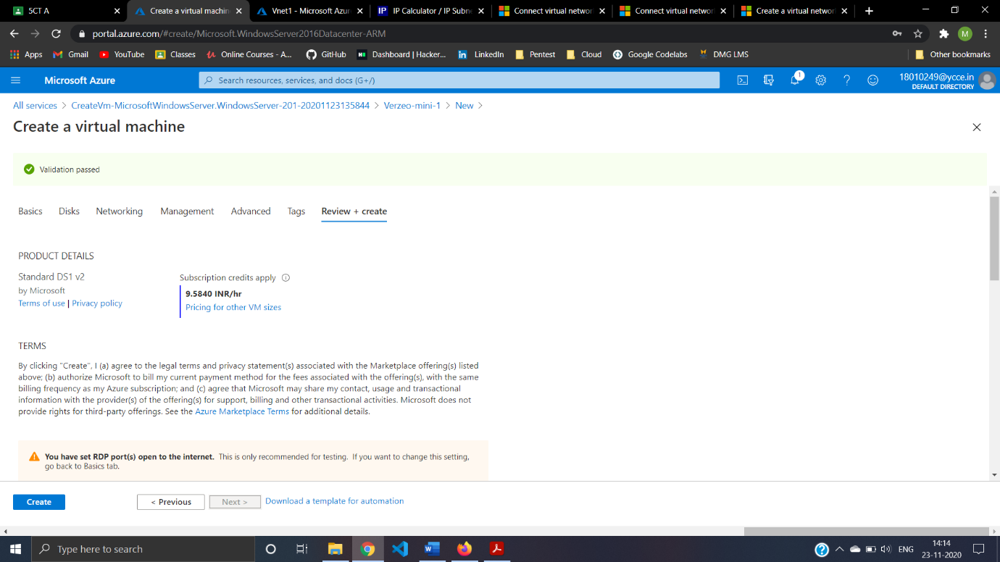 5CT A
Create a virtual machin
Vnet1 - Microsoft Azure
IP Calculator / IP Subne
Connect virtual networ
Connect virtual networ
Create a virtual networ
portal.azure.com/#create/Microsoft.WindowsServer2016Datacenter-ARM
M
Apps
Gmail
YouTube
Classes
Online Courses - A...
GitHub
Dashboard | Hacker...
LinkedIn
Pentest
Cloud
Google Codelabs
DMG LMS
Other bookmarks
Microsoft Azure
Search resources, services, and docs (G+/)
1
18010249@ycce.in
DEFAULT DIRECTORY
All services > CreateVm-MicrosoftWindowsServer.WindowsServer-201-20201123135844 > Verzeo-mini-1 > New >
Create a virtual machine
Validation passed
Basics Disks Networking Management Advanced Tags Review + create
PRODUCT DETAILS
Standard DS1 v2
by Microsoft
Terms of use | Privacy policy
Subscription credits apply
9.5840 INR/hr
Pricing for other VM sizes
TERMS
By clicking "Create", I (a) agree to the legal terms and privacy statement(s) associated with the Marketplace offering(s) listed
above; (b) authorize Microsoft to bill my current payment method for the fees associated with the offering(s), with the same
billing frequency as my Azure subscription; and (c) agree that Microsoft may share my contact, usage and transactional
information with the provider(s) of the offering(s) for support, billing and other transactional activities. Microsoft does not
provide rights for third-party offerings. See the Azure Marketplace Terms for additional details.
You have set RDP port(s) open to the internet. This is only recommended for testing. If you want to change this setting,
go back to Basics tab.
Create
< Previous
Next >
Download a template for automation
Type here to search
ENG
14:14
23-11-2020